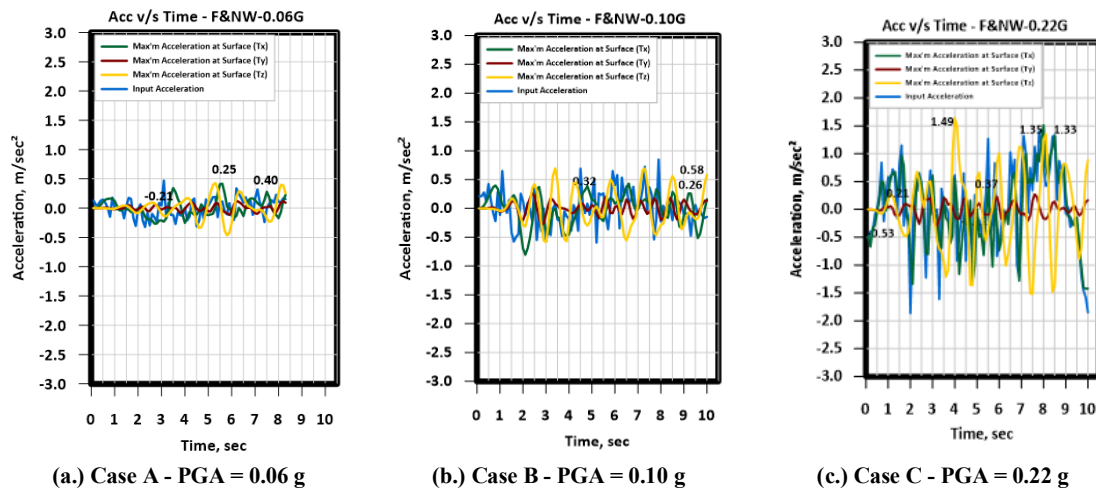 Acc v/s Time - F&NW-0.06G
3.0
2.5
2.0
1.5
1.0
0.5
0.0
-0.5
-1.0
-1.5
-2.0
-2.5
-3.0
Acceleration, m/sec²
Max'm Acceleration at Surface (Tx)
Max'm Acceleration at Surface (Ty)
Max'm Acceleration at Surface (Tz)
Input Acceleration
-0.21
0.25
0.40
0 1 2 3 4 5 6 7 8 9 10
Time, sec
(a.) Case A - PGA = 0.06 g
Acc v/s Time - F&NW-0.10G
3.0
2.5
2.0
1.5
1.0
0.5
0.0
-0.5
-1.0
-1.5
-2.0
-2.5
-3.0
Acceleration, m/sec²
Max'm Acceleration at Surface (Tx)
Max'm Acceleration at Surface (Ty)
Max'm Acceleration at Surface (Tz)
Input Acceleration
0.32
0.58
0.26
0 1 2 3 4 5 6 7 8 9 10
Time, sec
(b.) Case B - PGA = 0.10 g
Acc v/s Time - F&NW-0.22G
3.0
2.5
2.0
1.5
1.0
0.5
0.0
-0.5
-1.0
-1.5
-2.0
-2.5
-3.0
Acceleration, m/sec²
Max'm Acceleration at Surface (Tx)
Max'm Acceleration at Surface (Ty)
Max'm Acceleration at Surface (Tz)
Input Acceleration
1.49
1.35
1.33
0.21
0.37
-0.53
0 1 2 3 4 5 6 7 8 9 10
Time, sec
(c.) Case C - PGA = 0.22 g